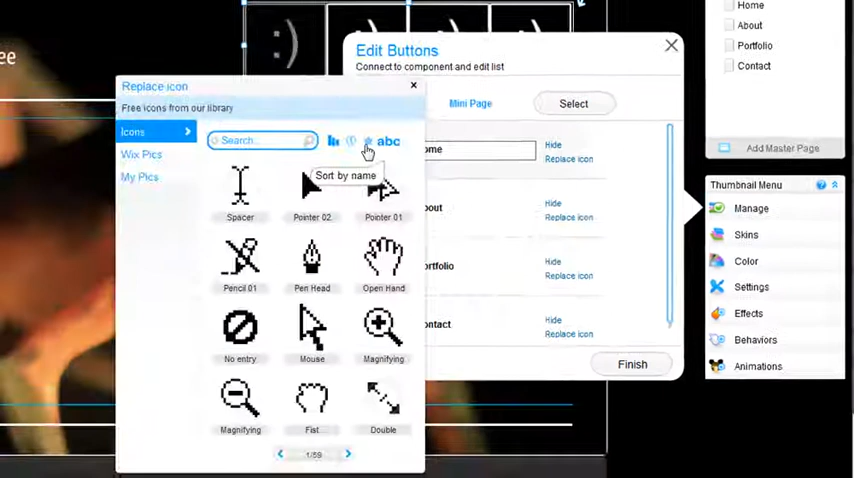 ee
:)
Home
About
Portfolio
Contact
Add Master Page
Edit Buttons
Connect to component and edit list
Mini Page
Select
ome
Hide
Replace icon
bout
Hide
Replace icon
ortfolio
Hide
Replace icon
ontact
Hide
Replace icon
Finish
Replace icon
Free icons from our library
Icons
Wix Pics
My Pics
Search...
abc
Sort by name
Spacer
Pointer 02
Pointer 01
Pencil 01
Pen Head
Open Hand
No entry
Mouse
Magnifying
Magnifying
Fist
Double
1/59
Thumbnail Menu
Manage
Skins
Color
Settings
Effects
Behaviors
Animations